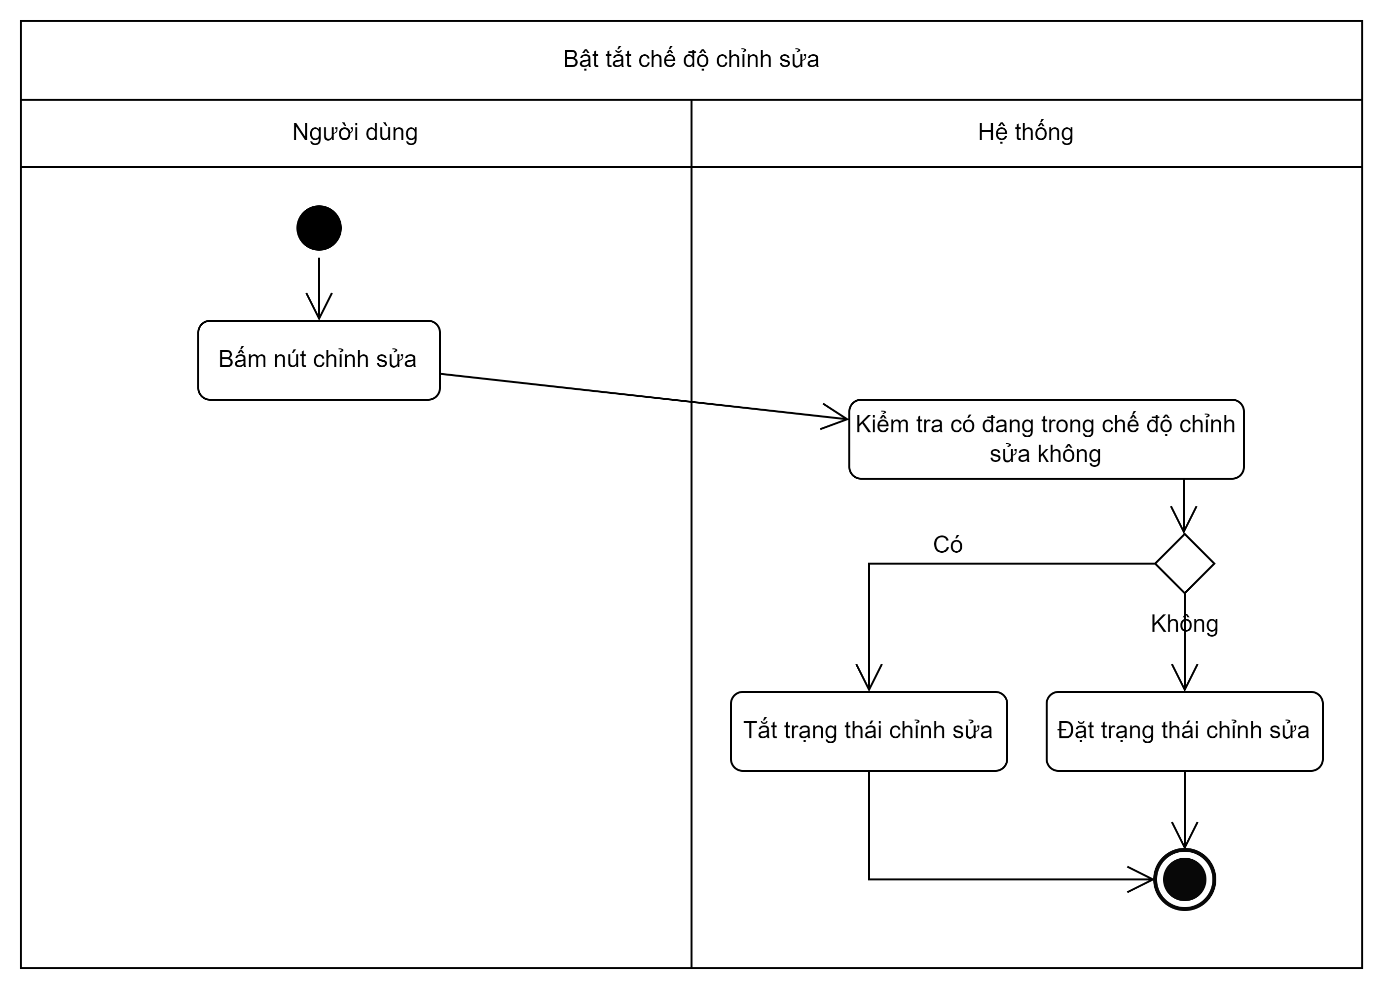 Bật tắt chế độ chỉnh sửa
Người dùng
Hệ thống
Bấm nút chỉnh sửa
Kiểm tra có đang trong chế độ chỉnh
sửa không
Có
Không
Tắt trạng thái chỉnh sửa
Đặt trạng thái chỉnh sửa